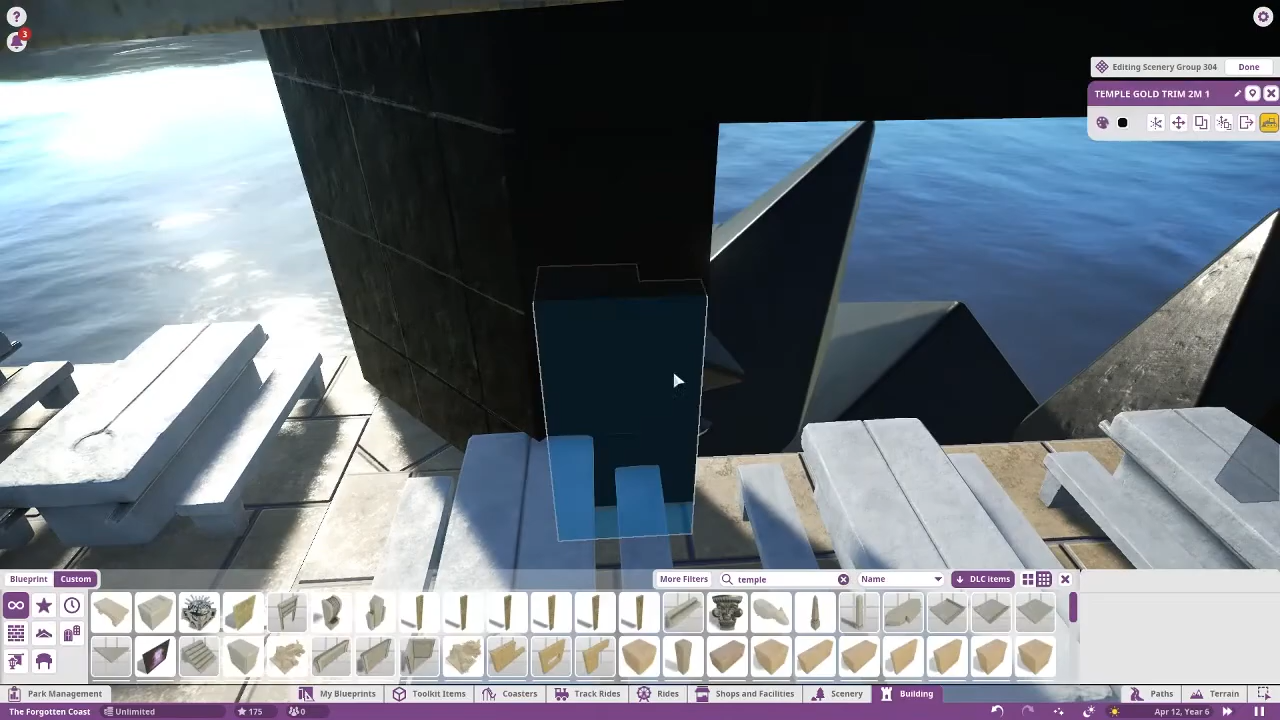 ?
3
Editing Scenery Group 304 Done
TEMPLE GOLD TRIM 2M 1
Blueprint Custom More Filters temple Name DLC items
Park Management My Blueprints Toolkit Items Coasters Track Rides Rides Shops and Facilities Scenery Building Paths Terrain
The Forgotten Coast Unlimited 175 0 Apr 12, Year 6